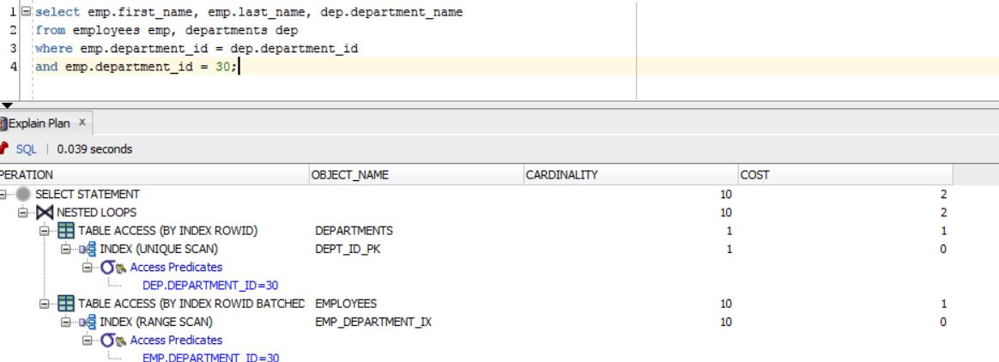 1 select emp.first_name, emp.last_name, dep.department_name
2 from employees emp, departments dep
3 where emp.department_id = dep.department_id
4 and emp.department_id = 30;
Explain Plan x
SQL | 0.039 seconds
PERATION OBJECT_NAME CARDINALITY COST
SELECT STATEMENT 10 2
NESTED LOOPS 10 2
TABLE ACCESS (BY INDEX ROWID) DEPARTMENTS 1 1
INDEX (UNIQUE SCAN) DEPT_ID_PK 1 0
Access Predicates
DEP.DEPARTMENT_ID=30
TABLE ACCESS (BY INDEX ROWID BATCHED EMPLOYEES 10 1
INDEX (RANGE SCAN) EMP_DEPARTMENT_IX 10 0
Access Predicates
EMP.DEPARTMENT_ID=30